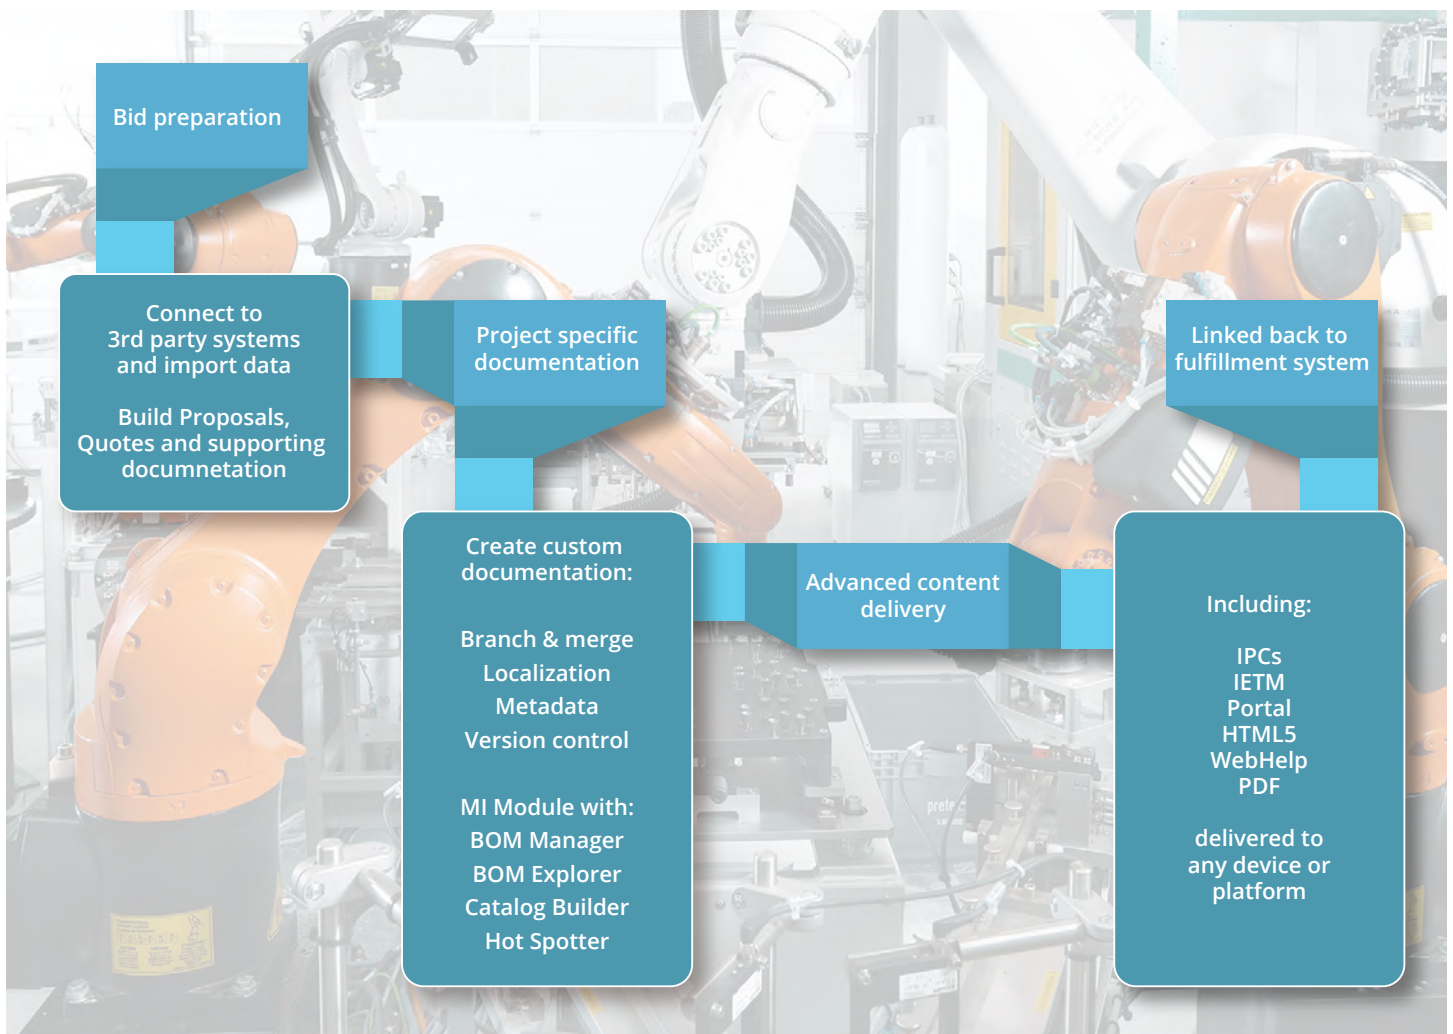 Bid preparation
Connect to
3rd party systems
and import data
Build Proposals,
Quotes and supporting
documnetation
Project specific
documentation
Create custom
documentation:
Branch & merge
Localization
Metadata
Version control
MI Module with:
BOM Manager
BOM Explorer
Catalog Builder
Hot Spotter
Advanced content
delivery
Linked back to
fulfillment system
Including:
IPCs
IETM
Portal
HTML5
WebHelp
PDF
delivered to
any device or
platform